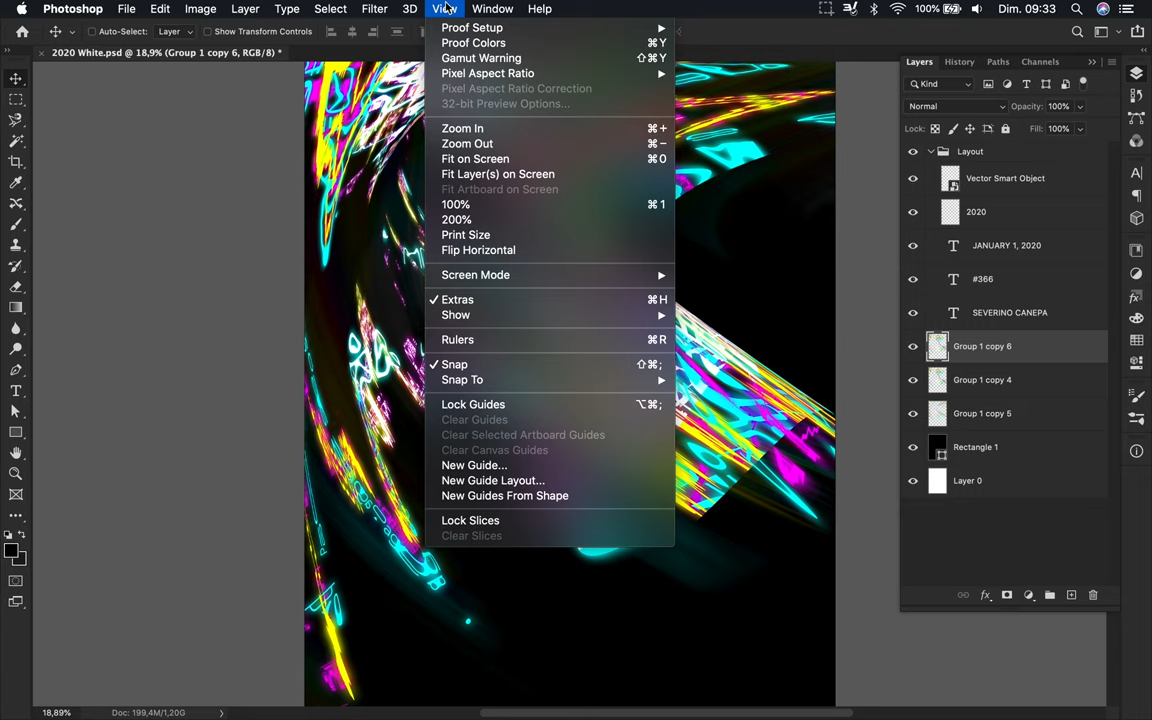 Photoshop File Edit Image Layer Type Select Filter 3D View Window Help 100% Dim. 09:33
Auto-Select: Layer Show Transform Controls
2020 White.psd @ 18,9% (Group 1 copy 6, RGB/8) *
Proof Setup
Proof Colors ⌘Y
Gamut Warning ⇧⌘Y
Pixel Aspect Ratio
Pixel Aspect Ratio Correction
32-bit Preview Options...
Zoom In ⌘+
Zoom Out ⌘−
Fit on Screen ⌘0
Fit Layer(s) on Screen
Fit Artboard on Screen
100% ⌘1
200%
Print Size
Flip Horizontal
Screen Mode
✓ Extras ⌘H
Show
Rulers ⌘R
✓ Snap ⇧⌘;
Snap To
Lock Guides ⌥⌘;
Clear Guides
Clear Selected Artboard Guides
Clear Canvas Guides
New Guide...
New Guide Layout...
New Guides From Shape
Lock Slices
Clear Slices
Layers History Paths Channels
Kind
Normal Opacity: 100%
Lock: Fill: 100%
Layout
Vector Smart Object
2020
JANUARY 1, 2020
#366
SEVERINO CANEPA
Group 1 copy 6
Group 1 copy 4
Group 1 copy 5
Rectangle 1
Layer 0
18,89% Doc: 199,4M/1,20G